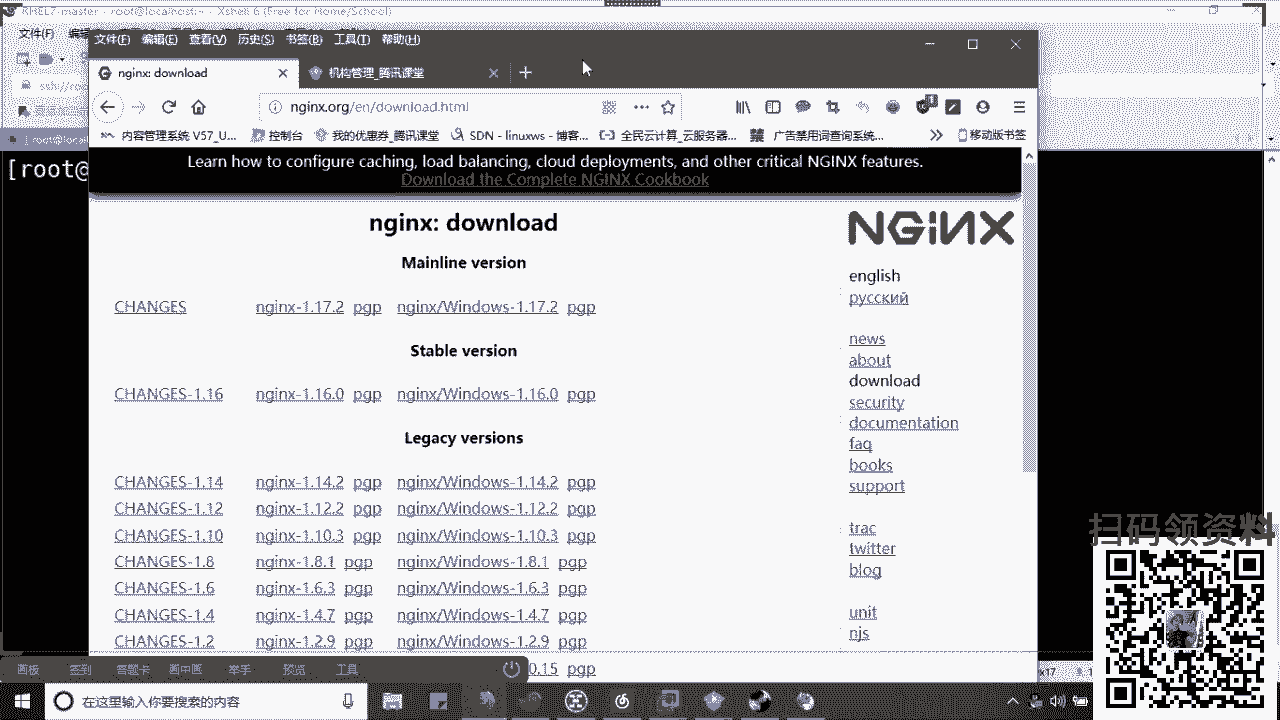 RHEL7-master - root@localhost:~ - Xshell 6 (Free for Home/School)
文件(F) 编辑
文件(F) 编辑(E) 查看(V) 历史(S) 书签(B) 工具(T) 帮助(H)
nginx: download
机构管理_腾讯课堂
nginx.org/en/download.html
内容管理系统 V57_U...
控制台
我的优惠券_腾讯课堂
SDN - linuxws - 博客...
全民云计算_云服务器...
广告禁用词查询系统...
移动版书签
[root@
Learn how to configure caching, load balancing, cloud deployments, and other critical NGINX features.
Download the Complete NGINX Cookbook
nginx: download
NGINX
Mainline version
CHANGES nginx-1.17.2 pgp nginx/Windows-1.17.2 pgp
Stable version
CHANGES-1.16 nginx-1.16.0 pgp nginx/Windows-1.16.0 pgp
Legacy versions
CHANGES-1.14 nginx-1.14.2 pgp nginx/Windows-1.14.2 pgp
CHANGES-1.12 nginx-1.12.2 pgp nginx/Windows-1.12.2 pgp
CHANGES-1.10 nginx-1.10.3 pgp nginx/Windows-1.10.3 pgp
CHANGES-1.8 nginx-1.8.1 pgp nginx/Windows-1.8.1 pgp
CHANGES-1.6 nginx-1.6.3 pgp nginx/Windows-1.6.3 pgp
CHANGES-1.4 nginx-1.4.7 pgp nginx/Windows-1.4.7 pgp
CHANGES-1.2 nginx-1.2.9 pgp nginx/Windows-1.2.9 pgp
0.15 pgp
english
русский
news
about
download
security
documentation
faq
books
support
trac
twitter
blog
unit
njs
扫码领资料
画板 签到 答题卡 画中画 举手 预览 工具
在这里输入你要搜索的内容